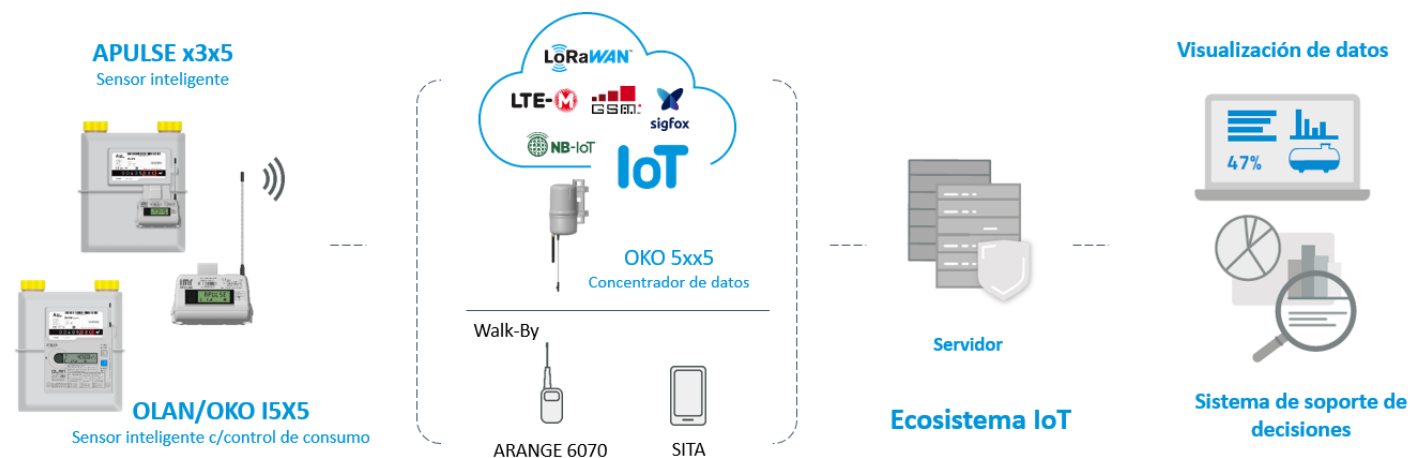 APULSE x3x5
Sensor inteligente
OLAN/OKO I5X5
Sensor inteligente c/control de consumo
LoRaWAN
LTE-M
GSM
sigfox
NB-IoT
IoT
OKO 5xx5
Concentrador de datos
Walk-By
ARANGE 6070
SITA
Servidor
Ecosistema IoT
Visualización de datos
47%
Sistema de soporte de
decisiones